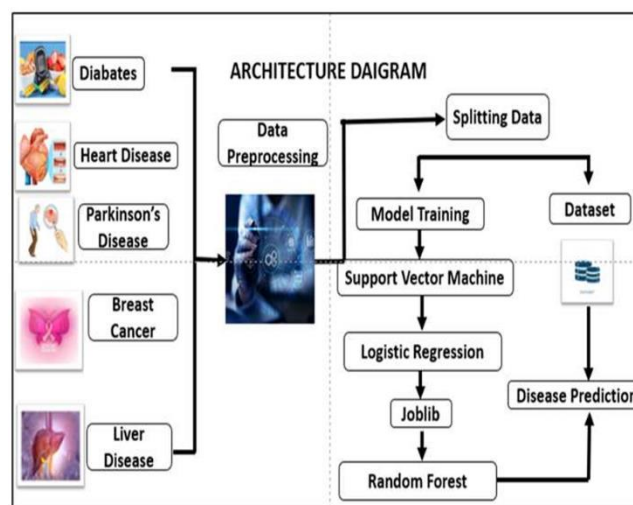 Diabates
ARCHITECTURE DAIGRAM
Data
Preprocessing
Splitting Data
Heart Disease
Parkinson's
Disease
Model Training
Dataset
Support Vector Machine
Breast
Cancer
Logistic Regression
Joblib
Disease Prediction
Liver
Disease
Random Forest